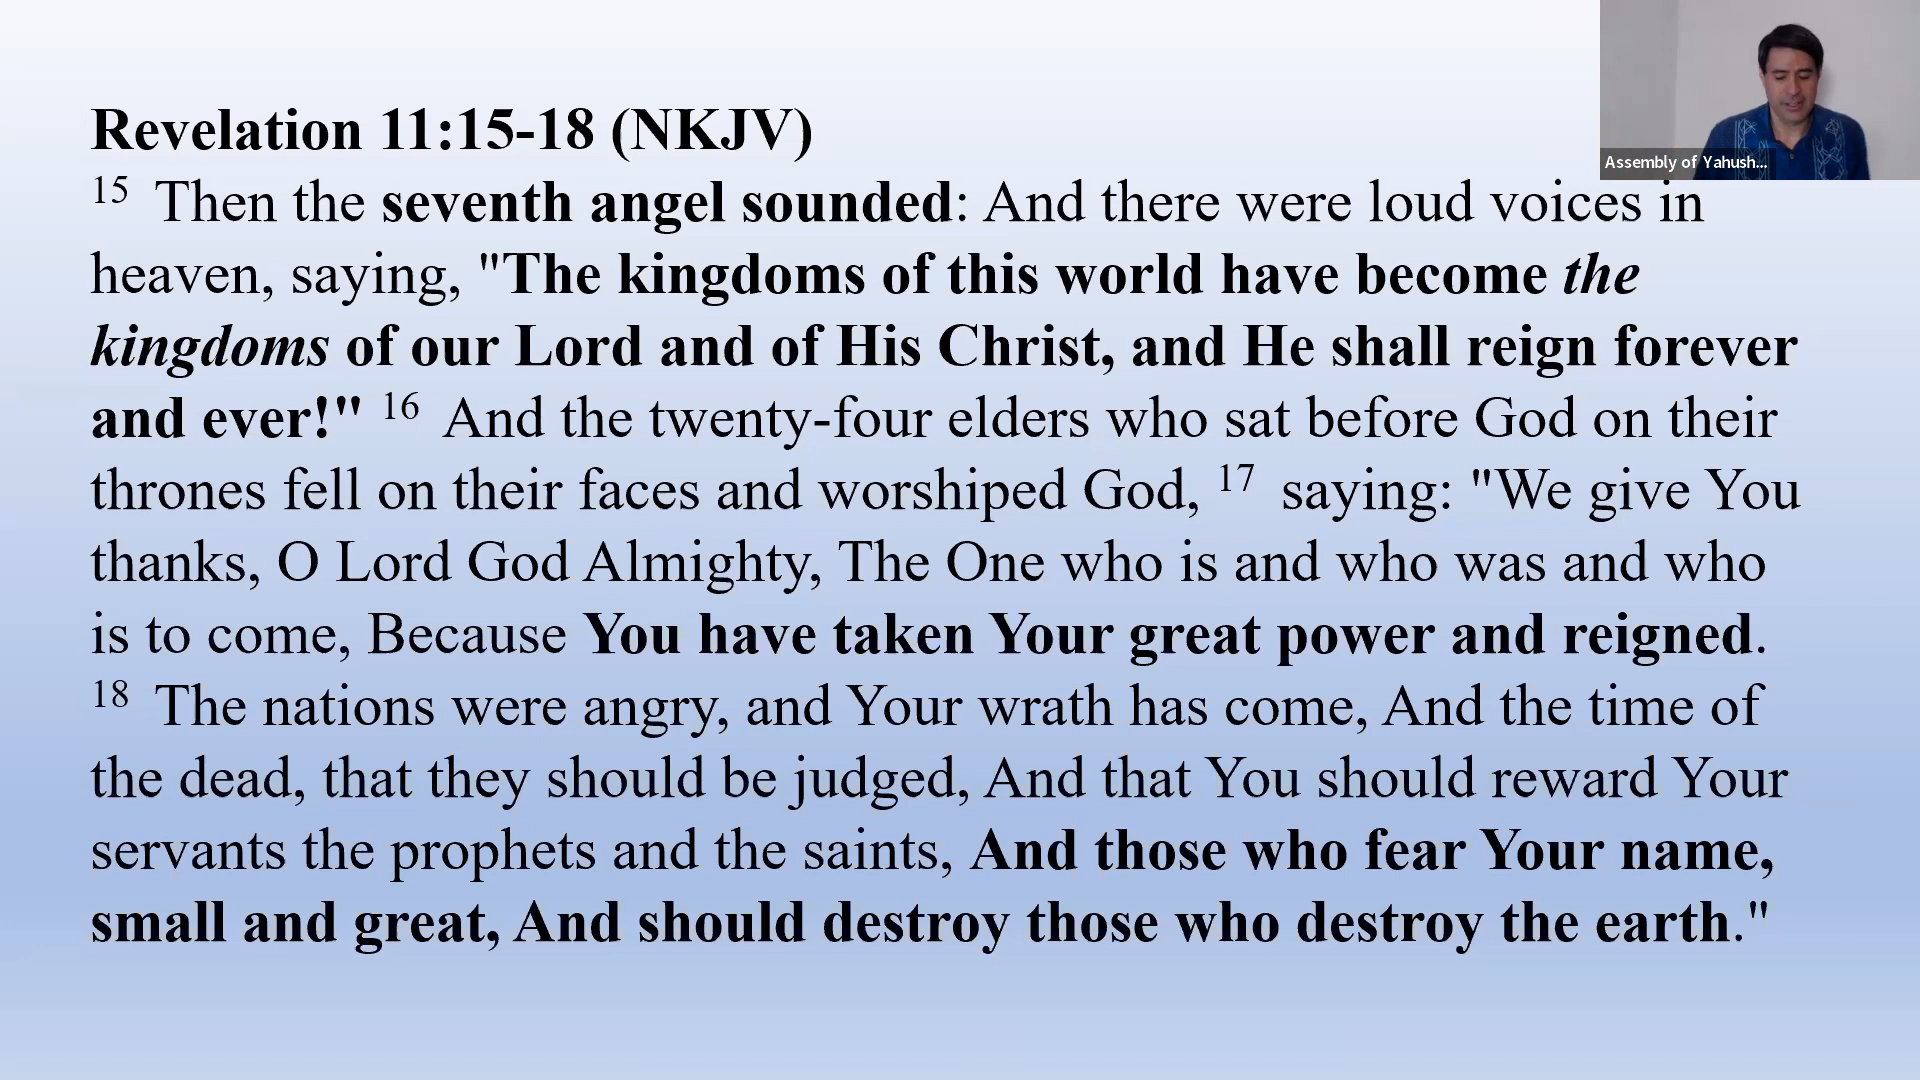 Revelation 11:15-18 (NKJV)
Assembly of Yahush...
15 Then the seventh angel sounded: And there were loud voices in
heaven, saying, "The kingdoms of this world have become the
kingdoms of our Lord and of His Christ, and He shall reign forever
and ever!" 16 And the twenty-four elders who sat before God on their
thrones fell on their faces and worshiped God, 17 saying: "We give You
thanks, O Lord God Almighty, The One who is and who was and who
is to come, Because You have taken Your great power and reigned.
18 The nations were angry, and Your wrath has come, And the time of
the dead, that they should be judged, And that You should reward Your
servants the prophets and the saints, And those who fear Your name,
small and great, And should destroy those who destroy the earth."